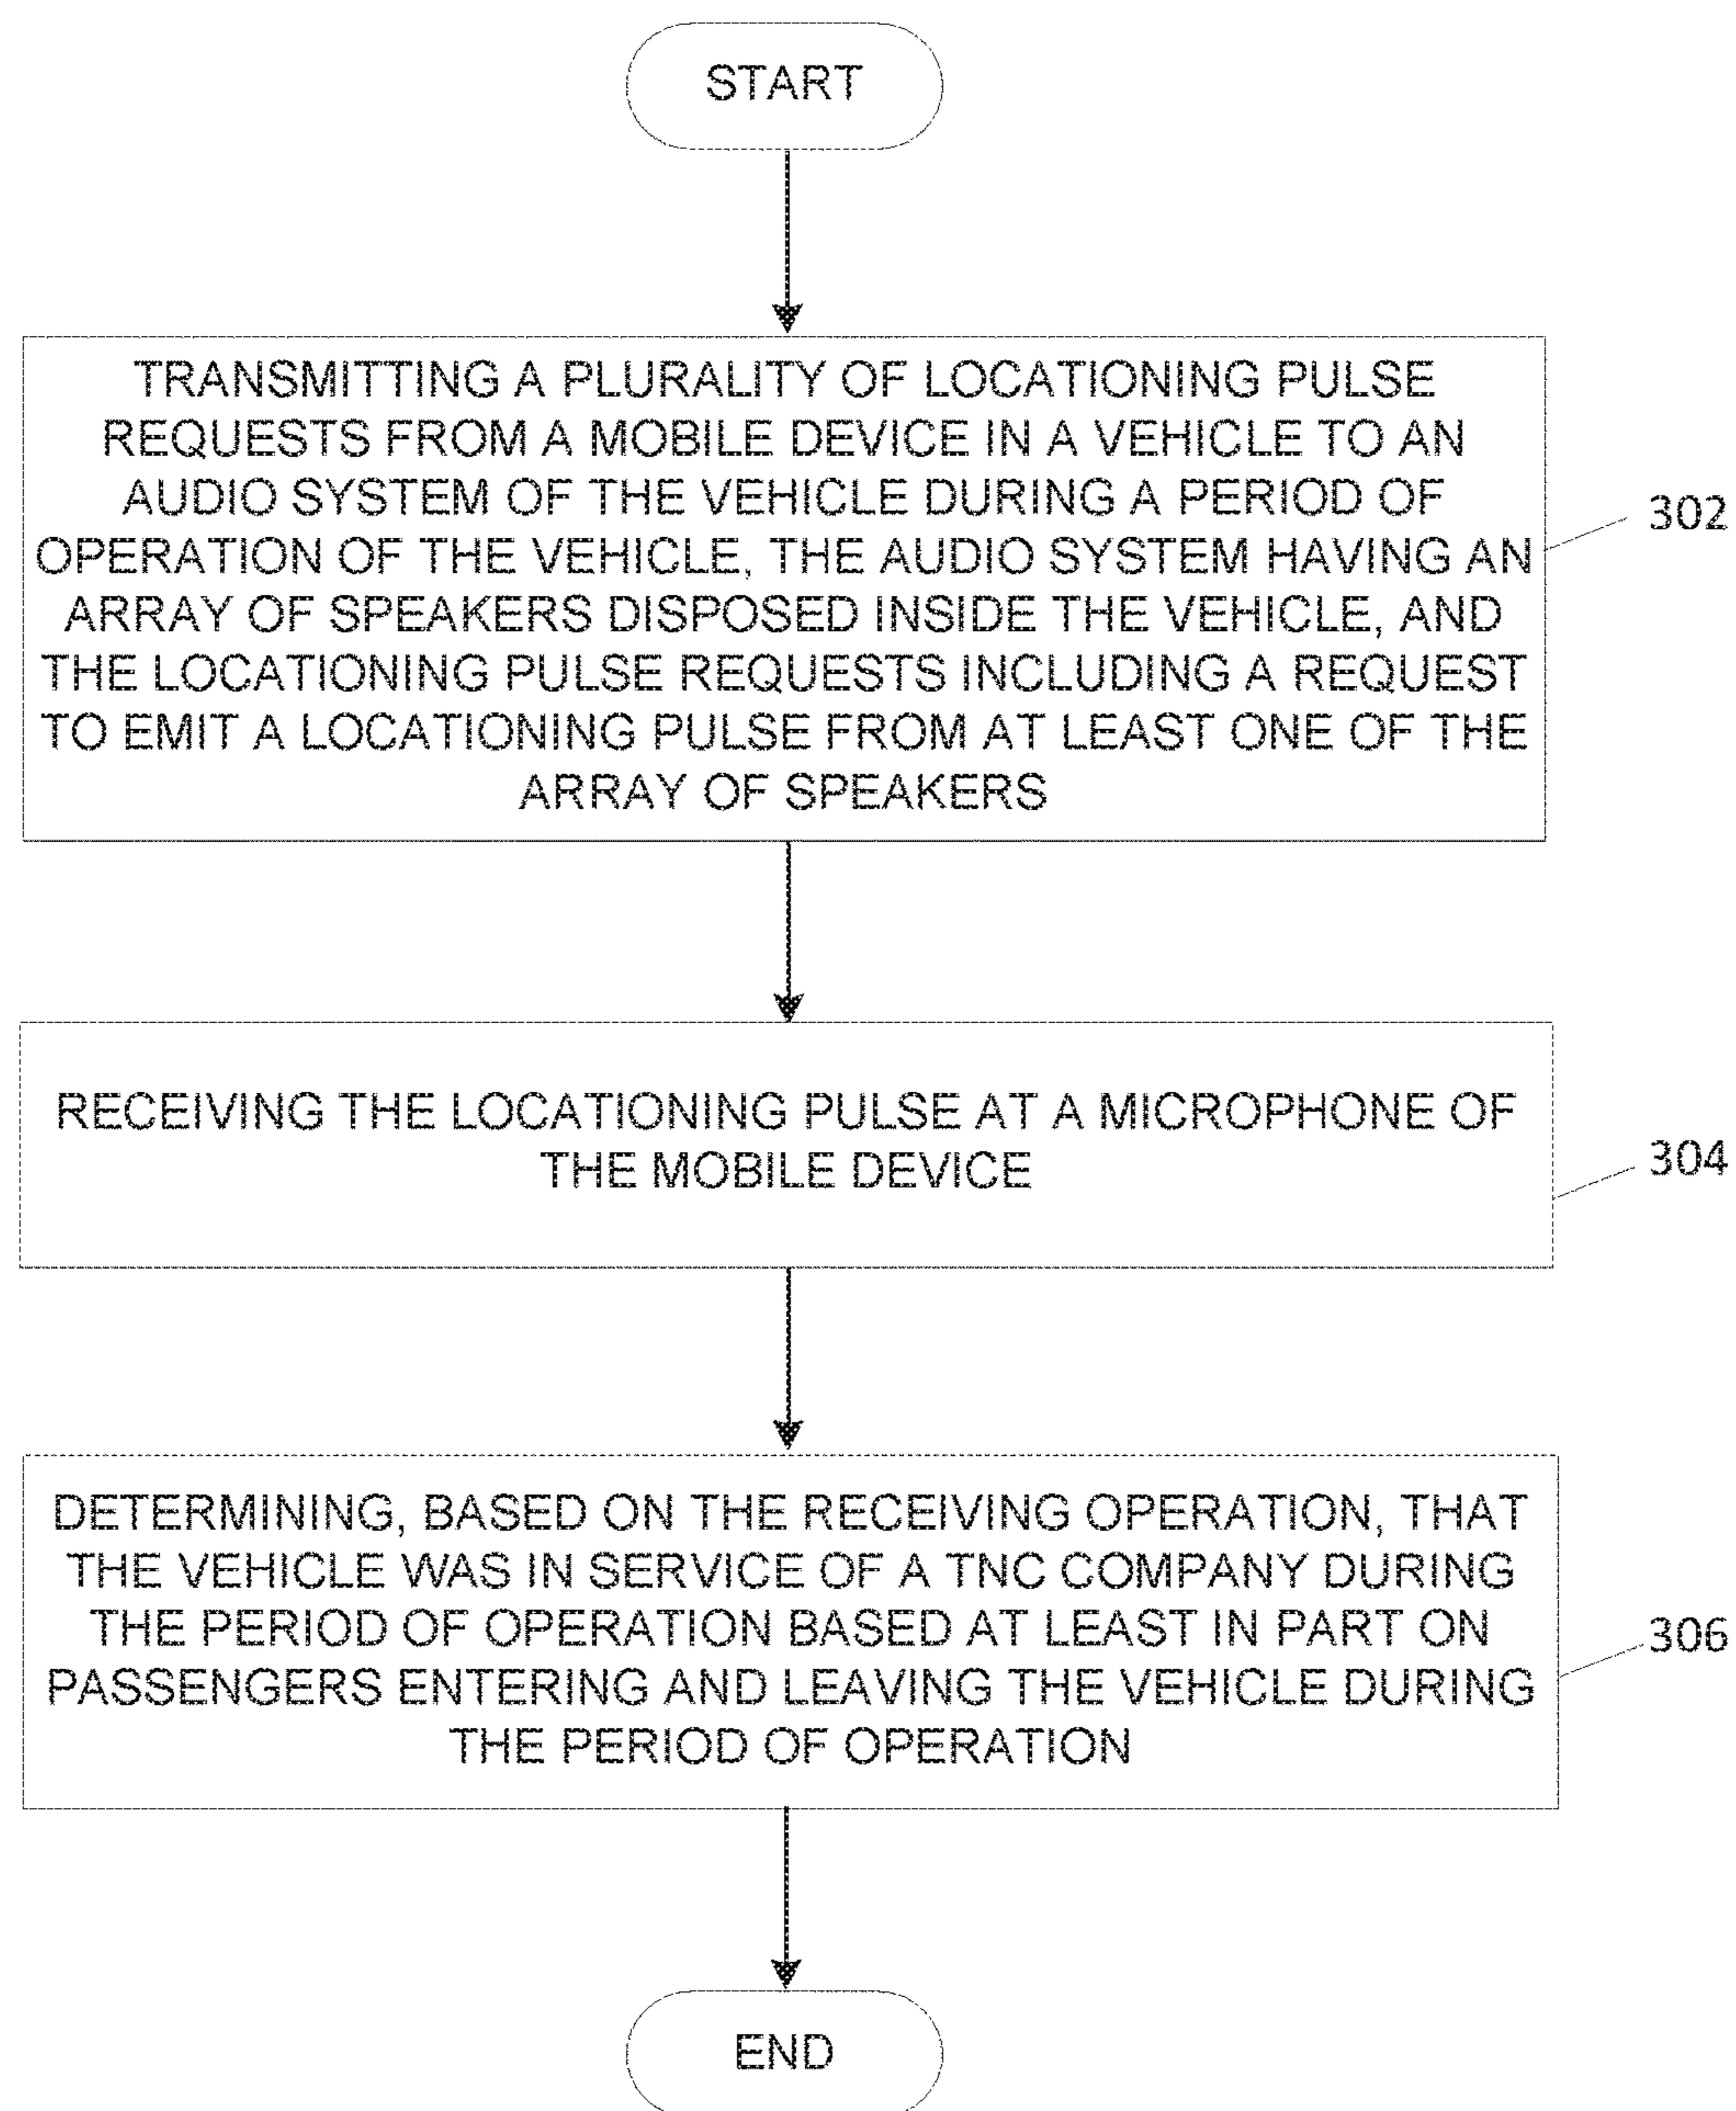 START
TRANSMITTING A PLURALITY OF LOCATIONING PULSE
REQUESTS FROM A MOBILE DEVICE IN A VEHICLE TO AN
AUDIO SYSTEM OF THE VEHICLE DURING A PERIOD OF
OPERATION OF THE VEHICLE, THE AUDIO SYSTEM HAVING AN
ARRAY OF SPEAKERS DISPOSED INSIDE THE VEHICLE, AND
THE LOCATIONING PULSE REQUESTS INCLUDING A REQUEST
TO EMIT A LOCATIONING PULSE FROM AT LEAST ONE OF THE
ARRAY OF SPEAKERS
302
RECEIVING THE LOCATIONING PULSE AT A MICROPHONE OF
THE MOBILE DEVICE
304
DETERMINING, BASED ON THE RECEIVING OPERATION, THAT
THE VEHICLE WAS IN SERVICE OF A TNC COMPANY DURING
THE PERIOD OF OPERATION BASED AT LEAST IN PART ON
PASSENGERS ENTERING AND LEAVING THE VEHICLE DURING
THE PERIOD OF OPERATION
306
END